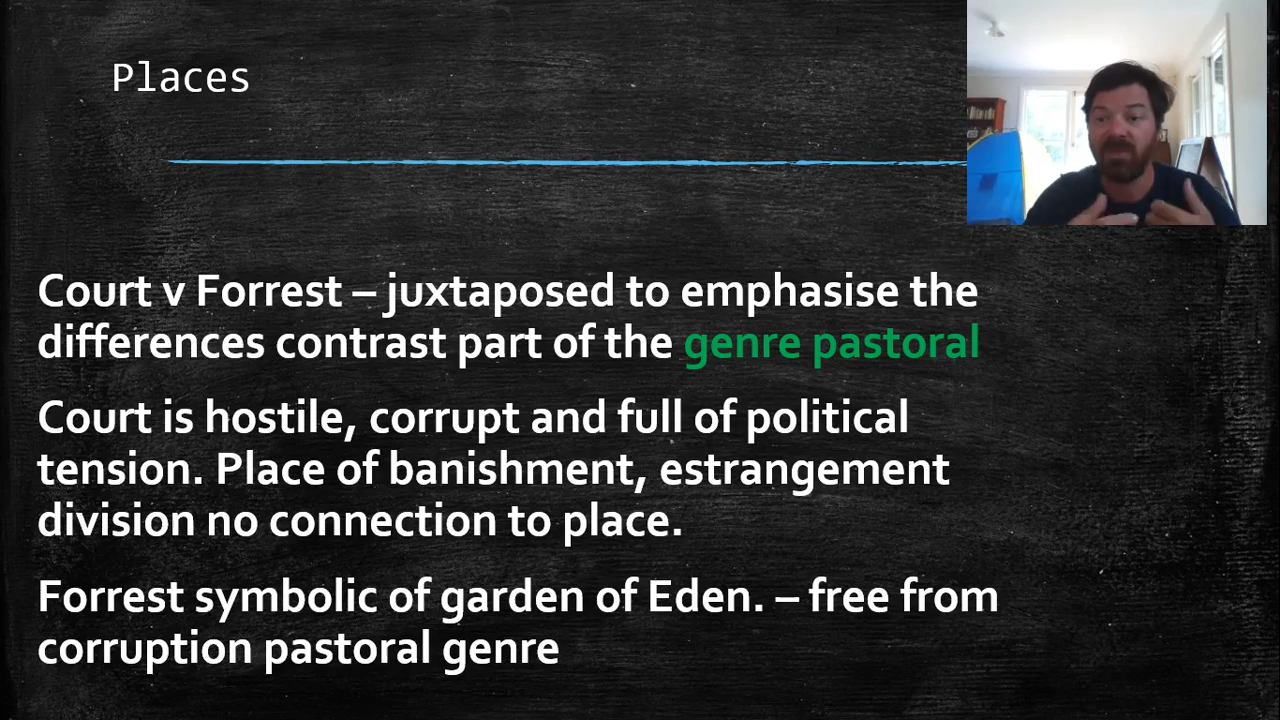 Places
Court v Forrest – juxtaposed to emphasise the
differences contrast part of the genre pastoral
Court is hostile, corrupt and full of political
tension. Place of banishment, estrangement
division no connection to place.
Forrest symbolic of garden of Eden. – free from
corruption pastoral genre